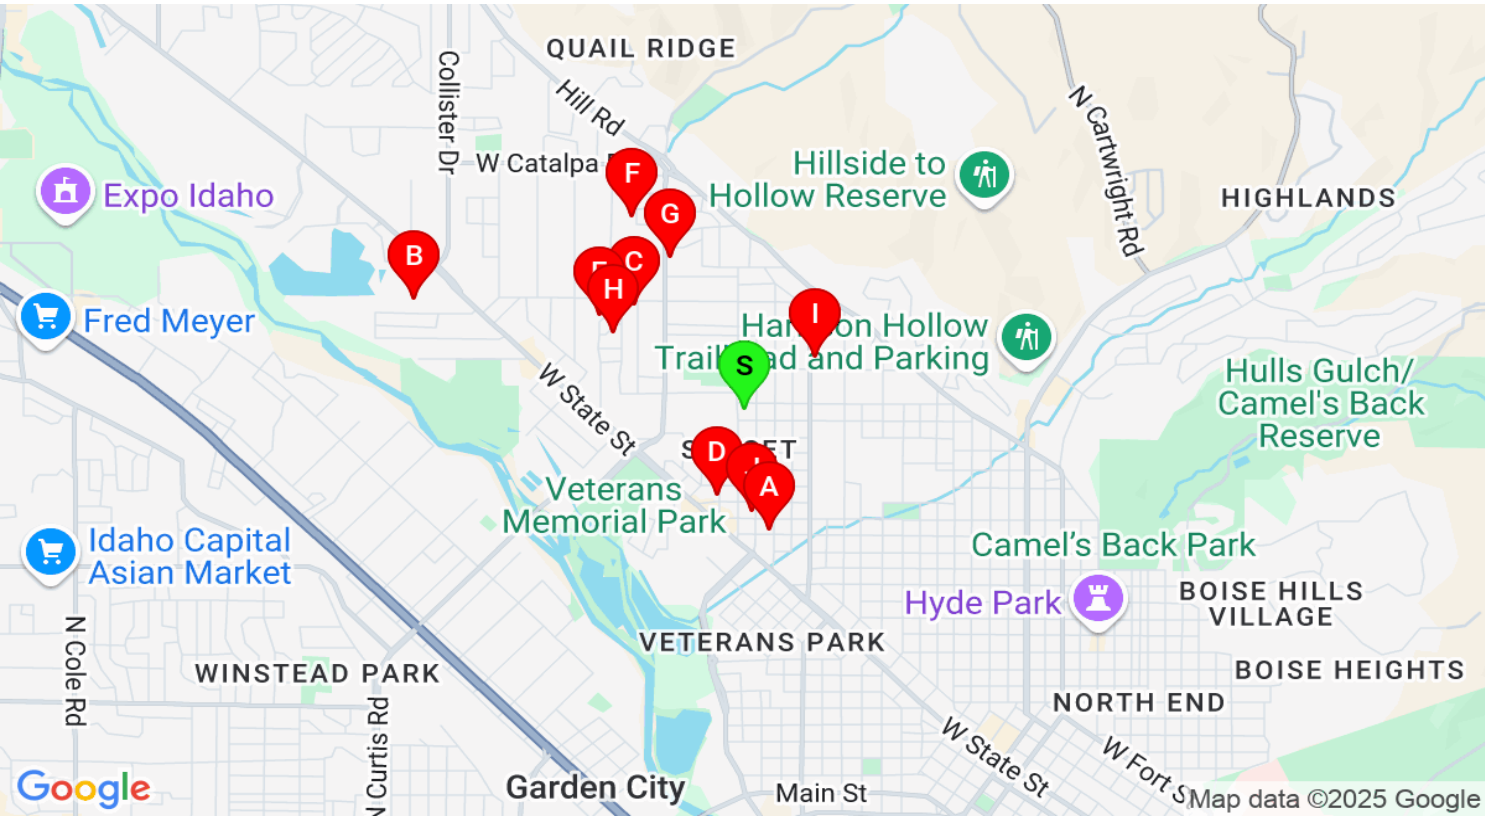 QUAIL RIDGE
Collister Dr
Hill Rd
N Cartwright Rd
W Catalpa
F
Hillside to
Hollow Reserve
Expo Idaho
HIGHLANDS
G
B
C
H
I
Fred Meyer
Hollow
Trail
ad and Parking
S
W State St
Hulls Gulch/
Camel's Back
Reserve
D
A
Veterans
Memorial Park
Idaho Capital
Asian Market
Camel's Back Park
Hyde Park
BOISE HILLS
VILLAGE
VETERANS PARK
N Cole Rd
WINSTEAD PARK
BOISE HEIGHTS
NORTH END
N Curtis Rd
W State St
W Fort S
Google
Garden City
Main St
Map data ©2025 Google